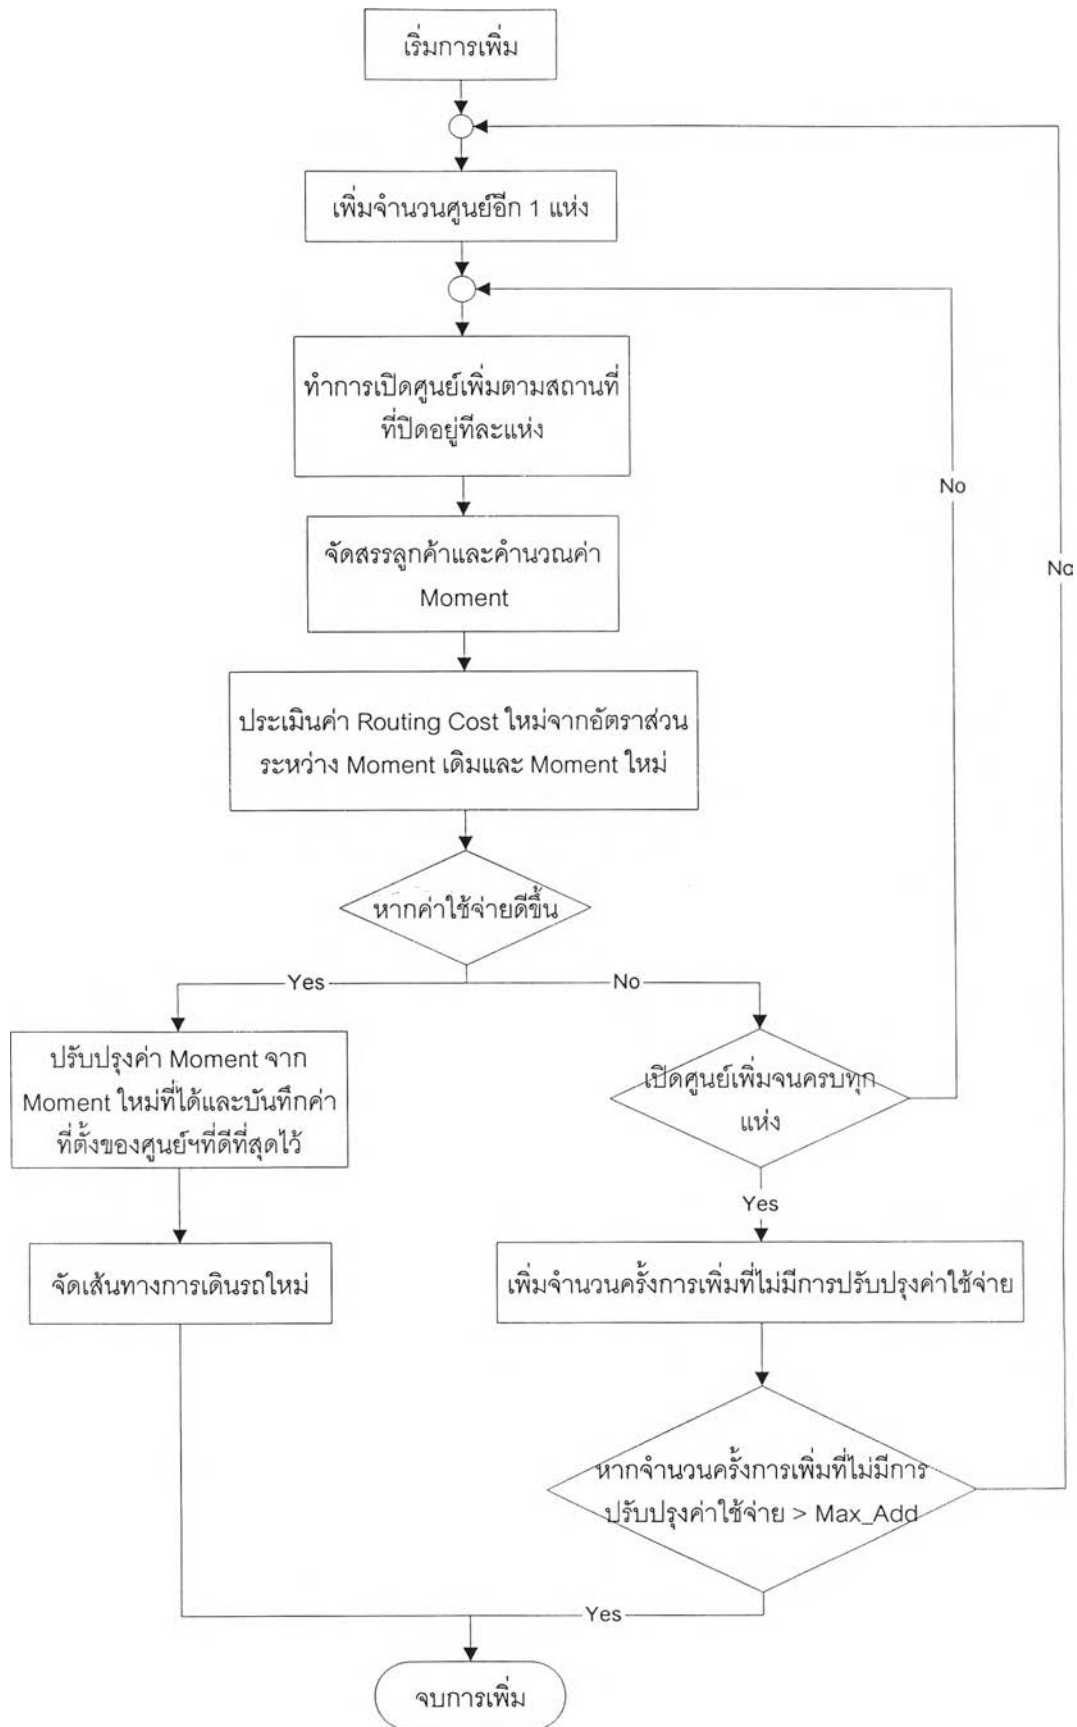 เริ่มการเพิ่ม
เพิ่มจำนวนศูนย์อีก 1 แห่ง
ทำการเปิดศูนย์เพิ่มตามสถานที่
ที่ปิดอยู่ทีละแห่ง
No
จัดสรรลูกค้าและคำนวณค่า
Moment
No
ประเมินค่า Routing Cost ใหม่จากอัตราส่วน
ระหว่าง Moment เดิมและ Moment ใหม่
หากค่าใช้จ่ายดีขึ้น
Yes
No
ปรับปรุงค่า Moment จาก
Moment ใหม่ที่ได้และบันทึกค่า
ที่ตั้งของศูนย์ฯที่ดีที่สุดไว้
เปิดศูนย์เพิ่มจนครบทุก
แห่ง
Yes
จัดเส้นทางการเดินรถใหม่
เพิ่มจำนวนครั้งการเพิ่มที่ไม่มีการปรับปรุงค่าใช้จ่าย
หากจำนวนครั้งการเพิ่มที่ไม่มีการ
ปรับปรุงค่าใช้จ่าย > Max_Add
Yes
จบการเพิ่ม